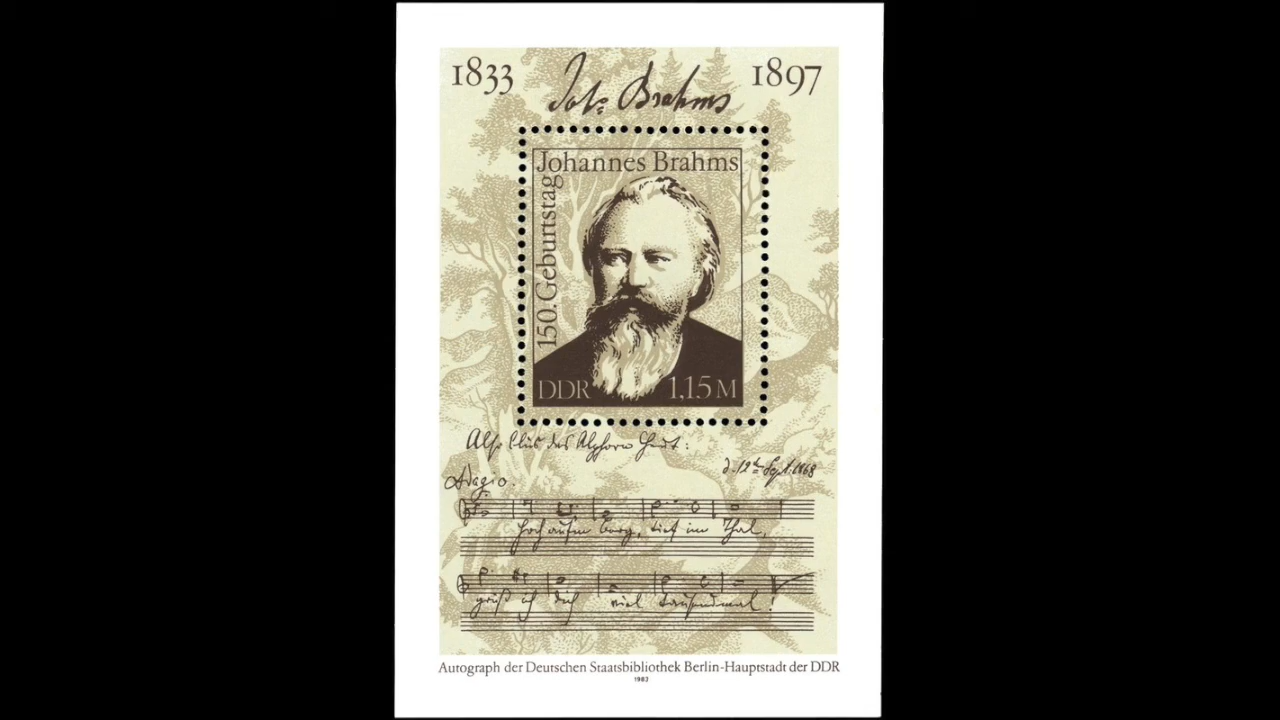 1833 Joh. Brahms 1897
Johannes Brahms
150. Geburtstag
DDR 1,15 M
Also blus das Alphorn heut:
d. 12ten Sept. 1868
Adagio.
Hoch aufm Berg, tief im Thal,
grüß ich dich viel tausendmal!
Autograph der Deutschen Staatsbibliothek Berlin-Hauptstadt der DDR
1983